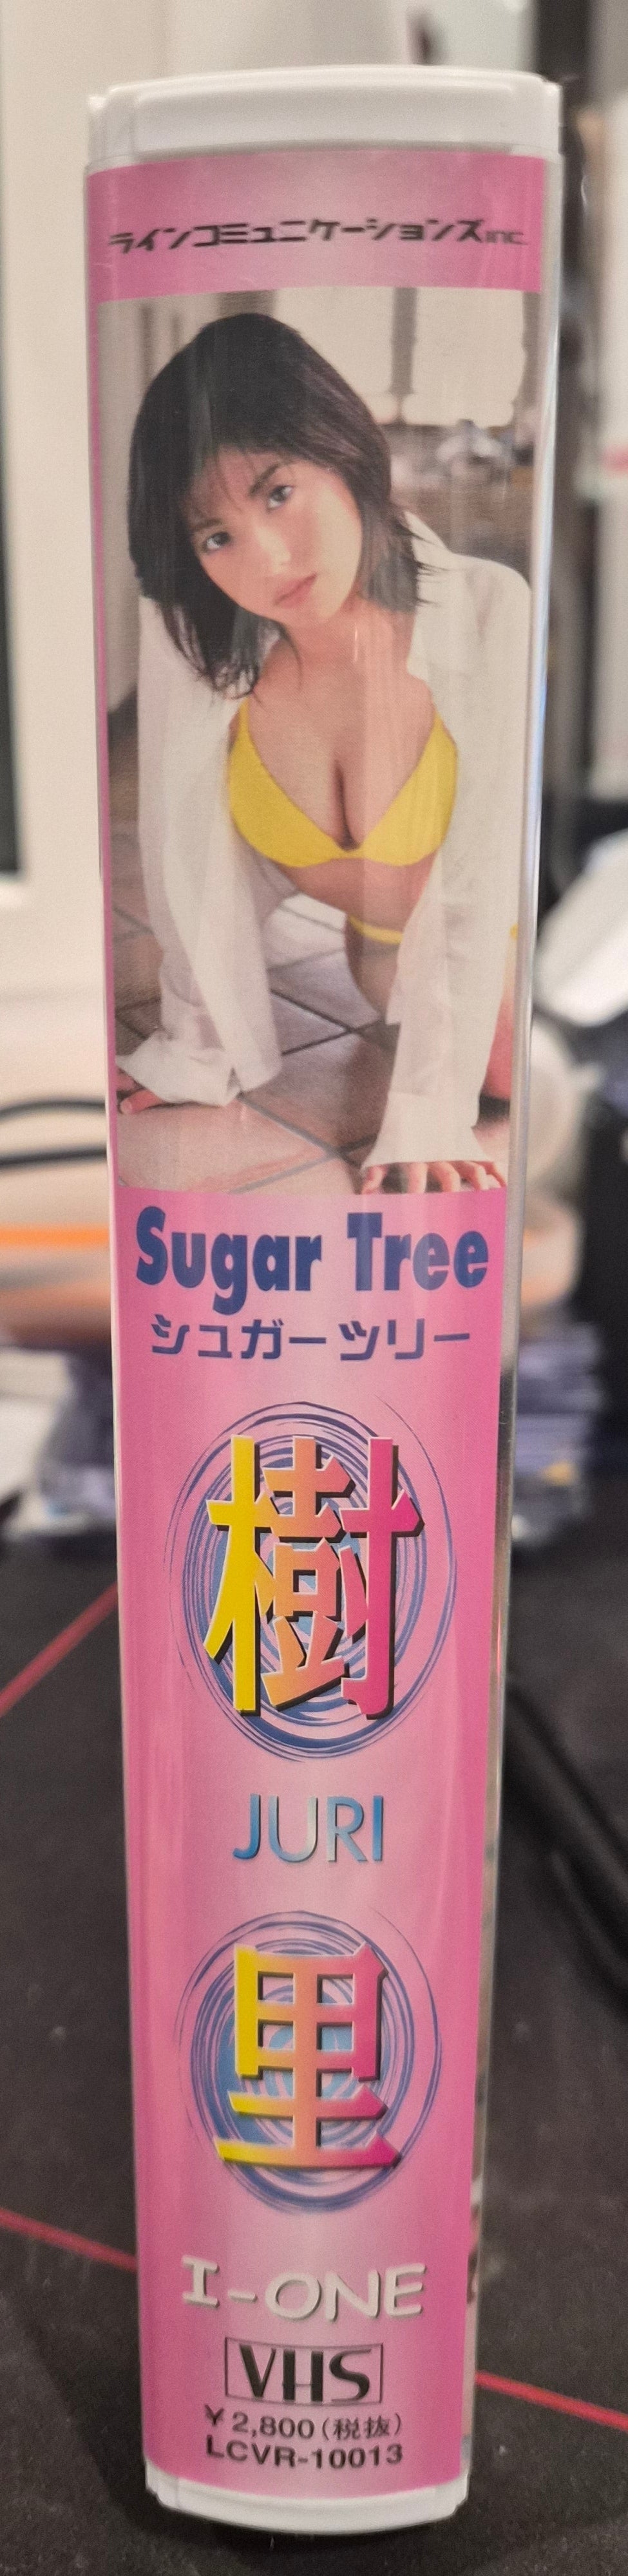 ラインコミュニケーションズinc.
Sugar Tree
シュガーツリー
樹
JURI
里
I-ONE
VHS
¥2,800(税抜)
LCVR-10013